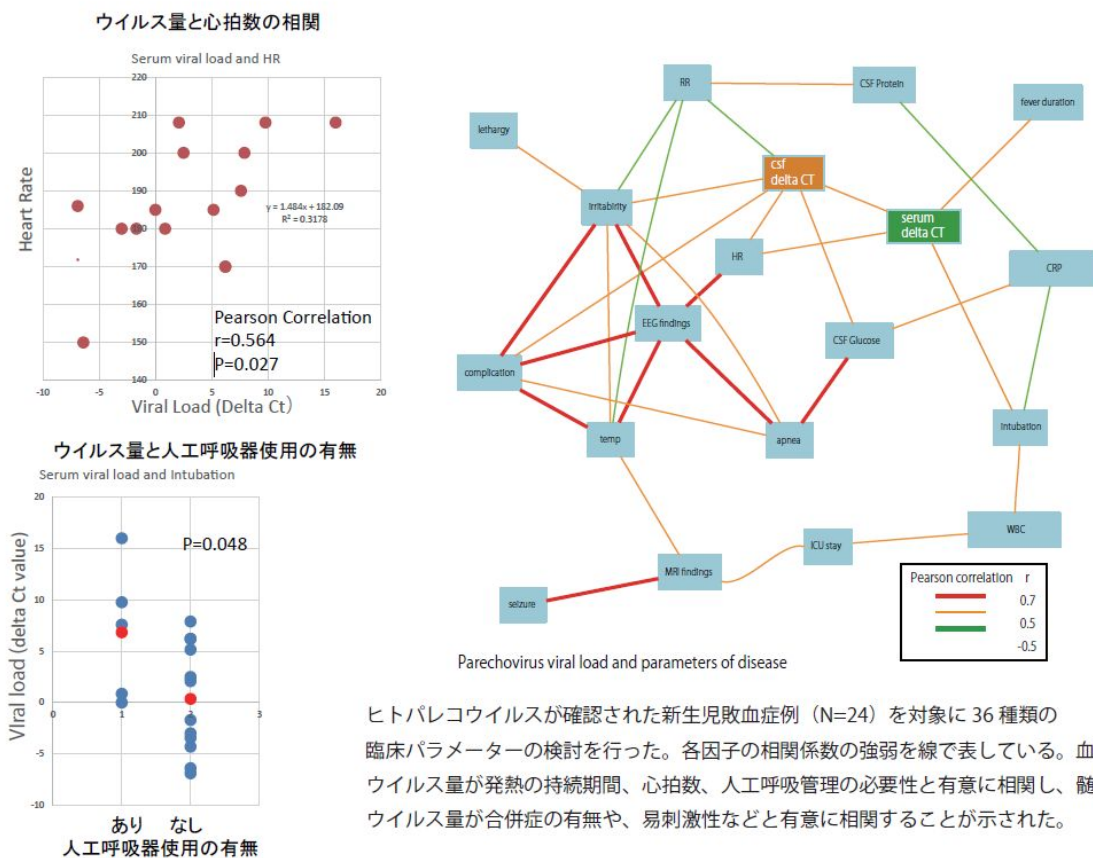 ウイルス量と心拍数の相関
Serum viral load and HR
220
210
200
190
180
170
160
150
140
-10
-5
0
5
10
15
20
Heart Rate
y = 1.484x + 182.09
R² = 0.3178
Pearson Correlation
r=0.564
P=0.027
Viral Load (Delta Ct)
ウイルス量と人工呼吸器使用の有無
Serum viral load and Intubation
20
15
10
5
0
-5
-10
0
1
2
3
P=0.048
Viral load (delta Ct value)
あり
なし
人工呼吸器使用の有無
RR
CSF Protein
fever duration
lethargy
csf
delta CT
irritabirity
serum
delta CT
HR
CRP
EEG findings
CSF Glucose
complication
temp
apnea
Intubation
WBC
ICU stay
MRI findings
seizure
Pearson correlation r
0.7
0.5
-0.5
Parechovirus viral load and parameters of disease
ヒトパレコウイルスが確認された新生児敗血症例(N=24)を対象に 36 種類の
臨床パラメーターの検討を行った。各因子の相関係数の強弱を線で表している。血
ウイルス量が発熱の持続期間、心拍数、人工呼吸管理の必要性と有意に相関し、髄
ウイルス量が合併症の有無や、易刺激性などと有意に相関することが示された。